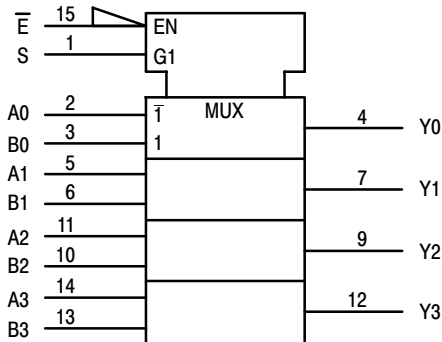 E̅ 15 EN
S 1 G1
MUX
A0 2 1̅ 4 Y0
B0 3 1
A1 5 7 Y1
B1 6
A2 11 9 Y2
B2 10
A3 14 12 Y3
B3 13